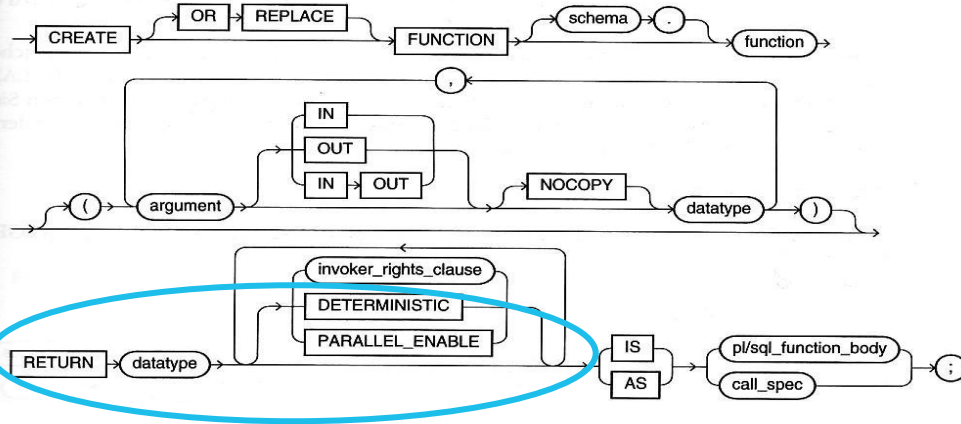 CREATE OR REPLACE FUNCTION schema . function
,
( argument IN OUT IN OUT NOCOPY datatype )
invoker_rights_clause
DETERMINISTIC
PARALLEL_ENABLE
RETURN datatype IS AS pl/sql_function_body call_spec ;